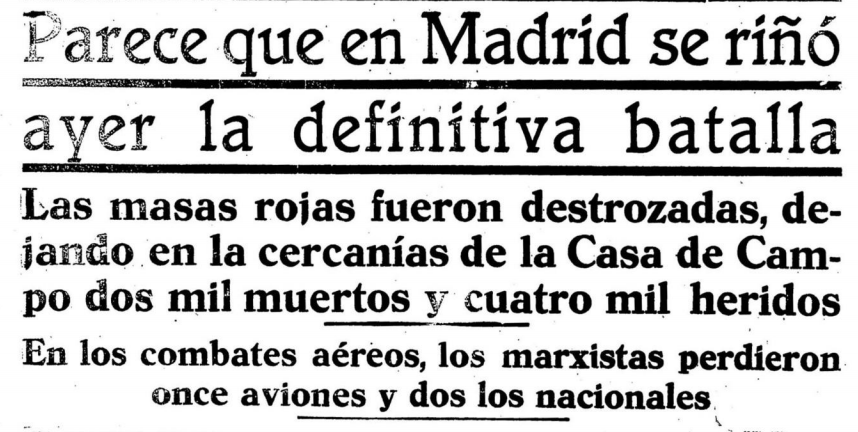 Parece que en Madrid se riñó
ayer la definitiva batalla
Las masas rojas fueron destrozadas, de-
jando en la cercanías de la Casa de Cam-
po dos mil muertos y cuatro mil heridos
En los combates aéreos, los marxistas perdieron
once aviones y dos los nacionales